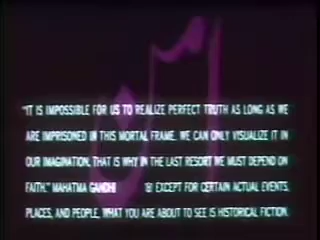 "IT IS IMPOSSIBLE FOR US TO REALIZE PERFECT TRUTH AS LONG AS WE
ARE IMPRISONED IN THIS MORTAL FRAME. WE CAN ONLY VISUALIZE IT IN
OUR IMAGINATION. THAT IS WHY IN THE LAST RESORT WE MUST DEPEND ON
FAITH." MAHATMA GANDHI EXCEPT FOR CERTAIN ACTUAL EVENTS,
PLACES, AND PEOPLE, WHAT YOU ARE ABOUT TO SEE IS HISTORICAL FICTION.